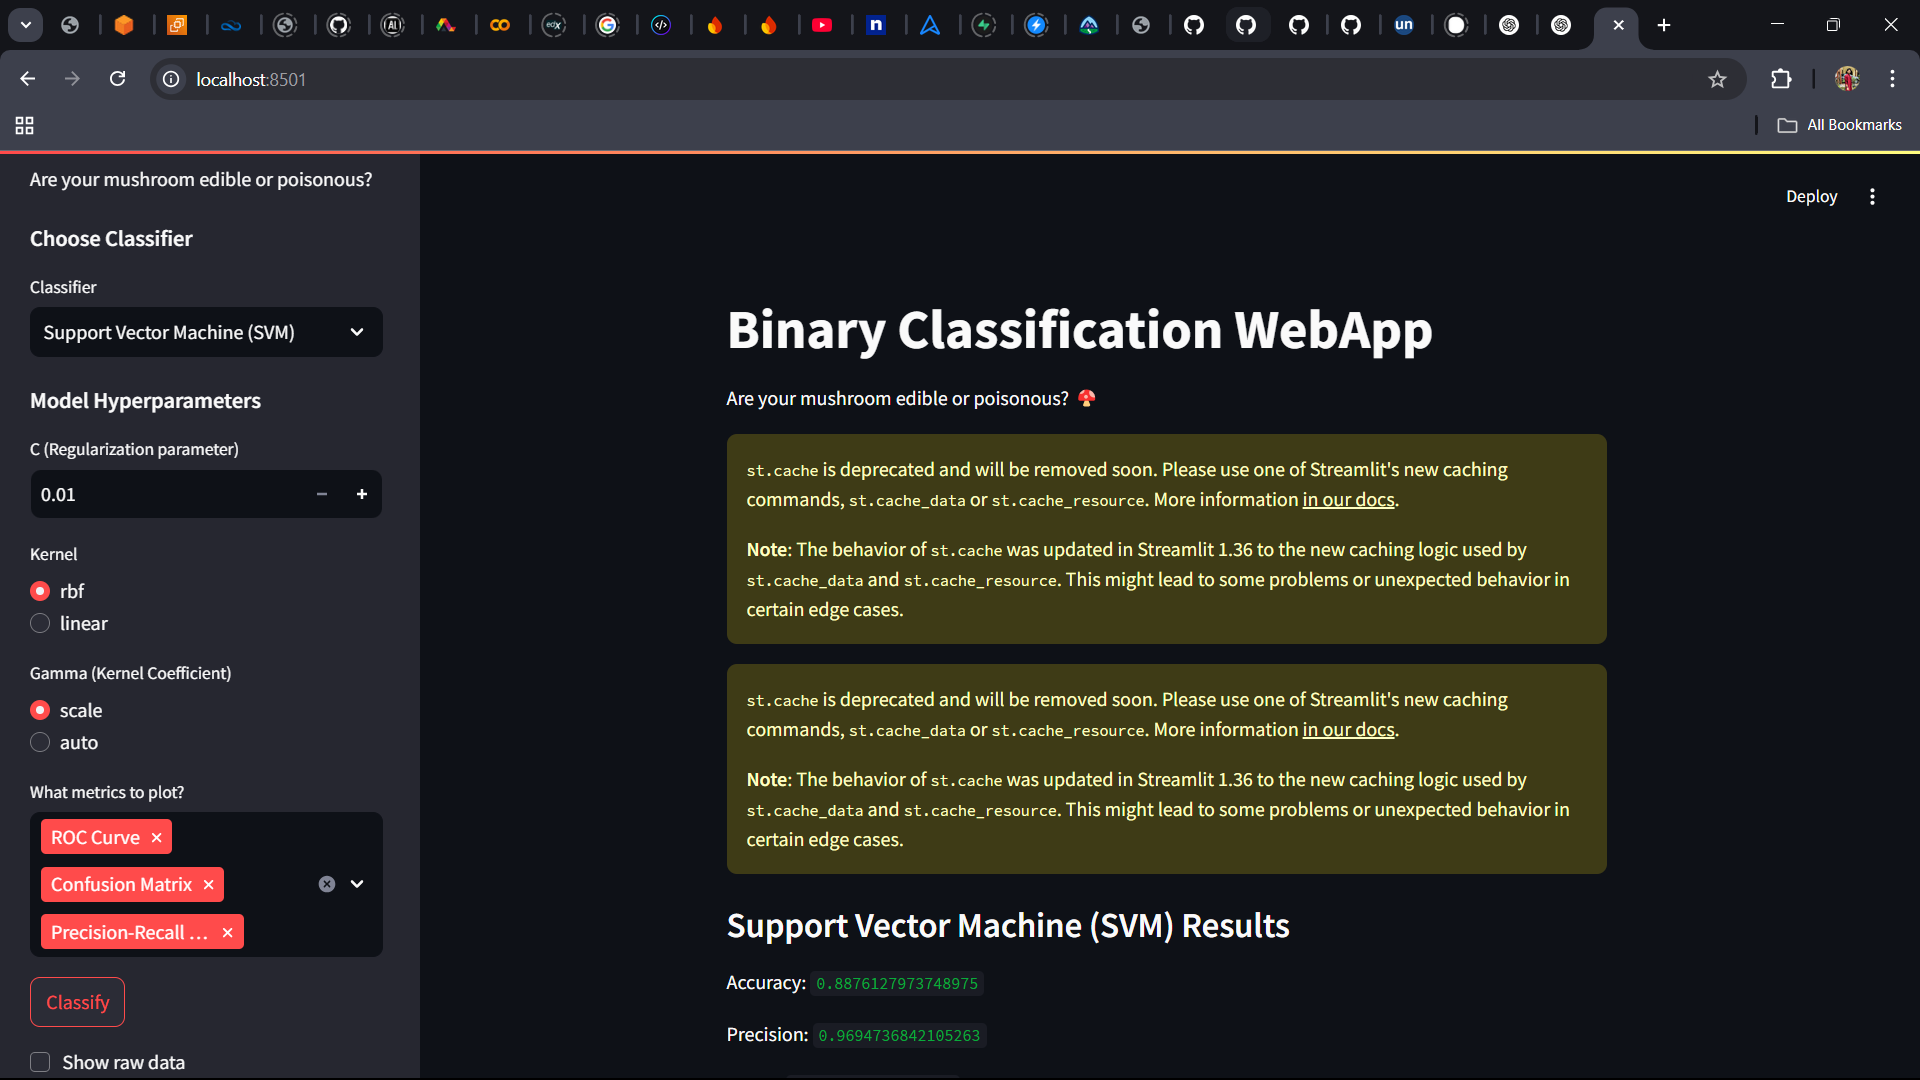 localhost:8501
All Bookmarks
Are your mushroom edible or poisonous?
Choose Classifier
Classifier
Support Vector Machine (SVM)
Model Hyperparameters
C (Regularization parameter)
0.01
Kernel
rbf
linear
Gamma (Kernel Coefficient)
scale
auto
What metrics to plot?
ROC Curve
Confusion Matrix
Precision-Recall ...
Classify
Show raw data
Deploy
Binary Classification WebApp
Are your mushroom edible or poisonous? 🍄
st.cache is deprecated and will be removed soon. Please use one of Streamlit's new caching
commands, st.cache_data or st.cache_resource. More information in our docs.
Note: The behavior of st.cache was updated in Streamlit 1.36 to the new caching logic used by
st.cache_data and st.cache_resource. This might lead to some problems or unexpected behavior in
certain edge cases.
st.cache is deprecated and will be removed soon. Please use one of Streamlit's new caching
commands, st.cache_data or st.cache_resource. More information in our docs.
Note: The behavior of st.cache was updated in Streamlit 1.36 to the new caching logic used by
st.cache_data and st.cache_resource. This might lead to some problems or unexpected behavior in
certain edge cases.
Support Vector Machine (SVM) Results
Accuracy: 0.8876127973748975
Precision: 0.9694736842105263